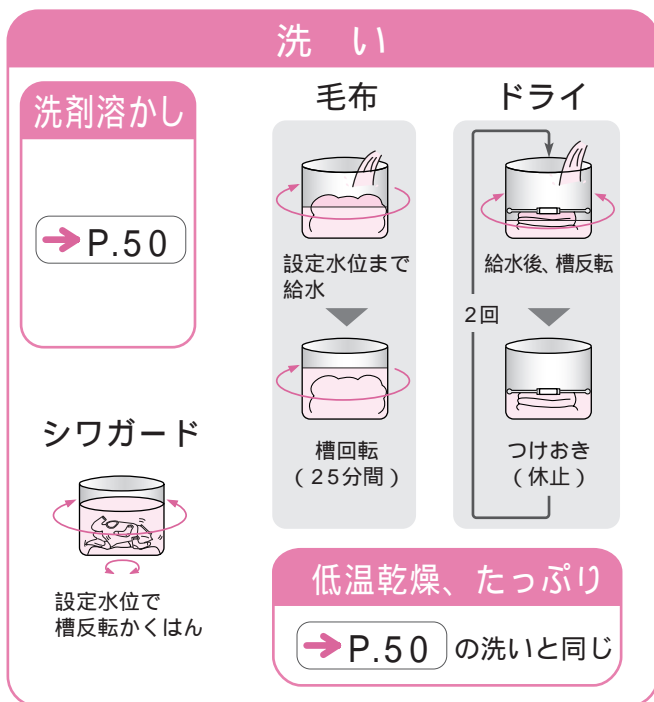 洗い
洗剤溶かし
→P.50
シワガード
設定水位で
槽反転かくはん
毛布
設定水位まで
給水
槽回転
(25分間)
ドライ
給水後、槽反転
2回
つけおき
(休止)
低温乾燥、たっぷり
→P.50 の洗いと同じ